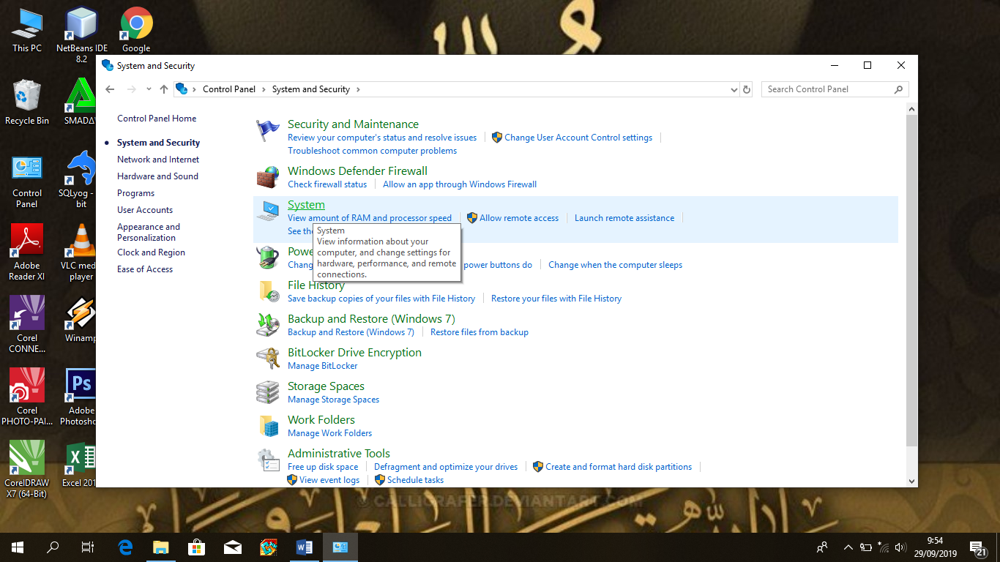 This PC
NetBeans IDE
8.2
Google
Recycle Bin
SMADΔV
Control
Panel
SQLyog -
bit
Adobe
Reader XI
VLC med
player
Corel
CONNE...
Winamp
Corel
PHOTO-PAI...
Ps
Adobe
Photosho
CorelDRAW
X7 (64-Bit)
Excel 201
System and Security
Control Panel
System and Security
Search Control Panel
Control Panel Home
System and Security
Network and Internet
Hardware and Sound
Programs
User Accounts
Appearance and
Personalization
Clock and Region
Ease of Access
Security and Maintenance
Review your computer's status and resolve issues
Change User Account Control settings
Troubleshoot common computer problems
Windows Defender Firewall
Check firewall status
Allow an app through Windows Firewall
System
View amount of RAM and processor speed
Allow remote access
Launch remote assistance
See the
System
View information about your
computer, and change settings for
hardware, performance, and remote
connections.
Powe
Chang
power buttons do
Change when the computer sleeps
File History
Save backup copies of your files with File History
Restore your files with File History
Backup and Restore (Windows 7)
Backup and Restore (Windows 7)
Restore files from backup
BitLocker Drive Encryption
Manage BitLocker
Storage Spaces
Manage Storage Spaces
Work Folders
Manage Work Folders
Administrative Tools
Free up disk space
Defragment and optimize your drives
Create and format hard disk partitions
View event logs
Schedule tasks
© CALLIGRAFER.DEVIANTART.COM
9:54
29/09/2019
21